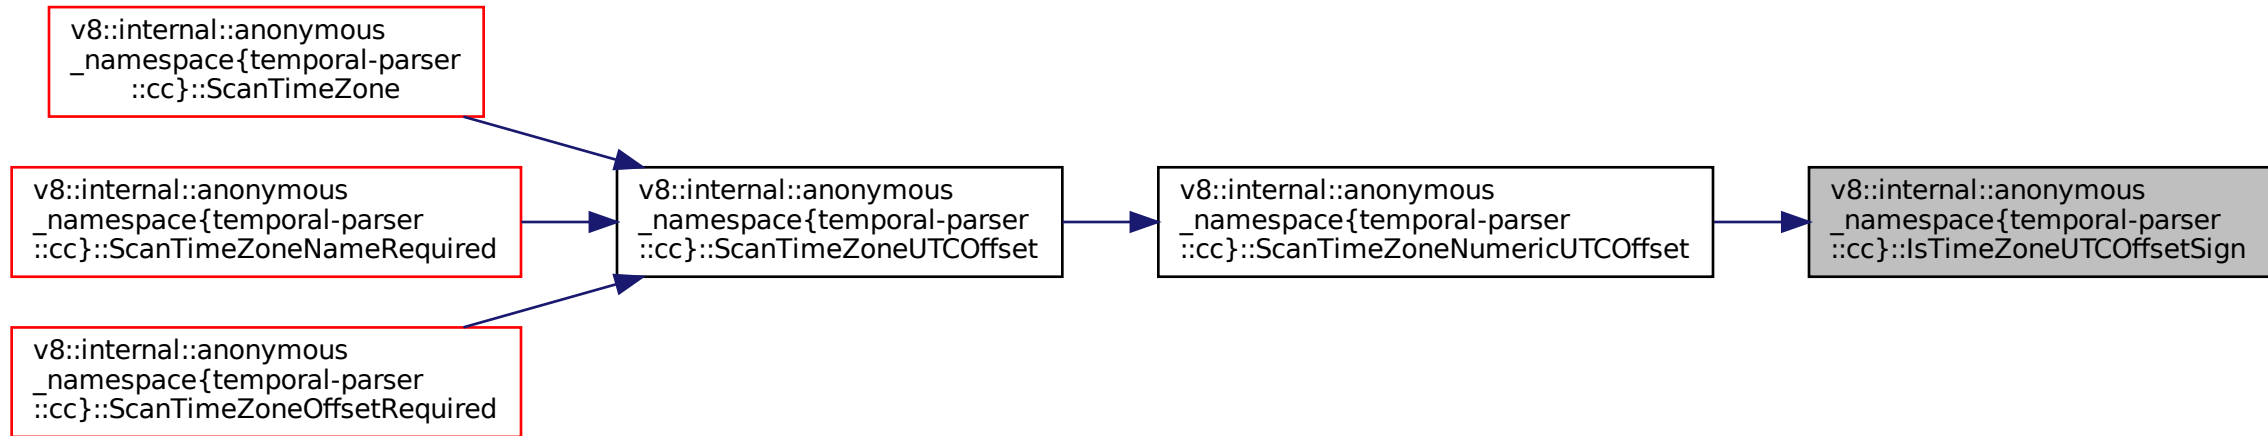 v8::internal::anonymous
_namespace{temporal-parser
::cc}::ScanTimeZone
v8::internal::anonymous
_namespace{temporal-parser
::cc}::ScanTimeZoneNameRequired
v8::internal::anonymous
_namespace{temporal-parser
::cc}::ScanTimeZoneOffsetRequired
v8::internal::anonymous
_namespace{temporal-parser
::cc}::ScanTimeZoneUTCOffset
v8::internal::anonymous
_namespace{temporal-parser
::cc}::ScanTimeZoneNumericUTCOffset
v8::internal::anonymous
_namespace{temporal-parser
::cc}::IsTimeZoneUTCOffsetSign